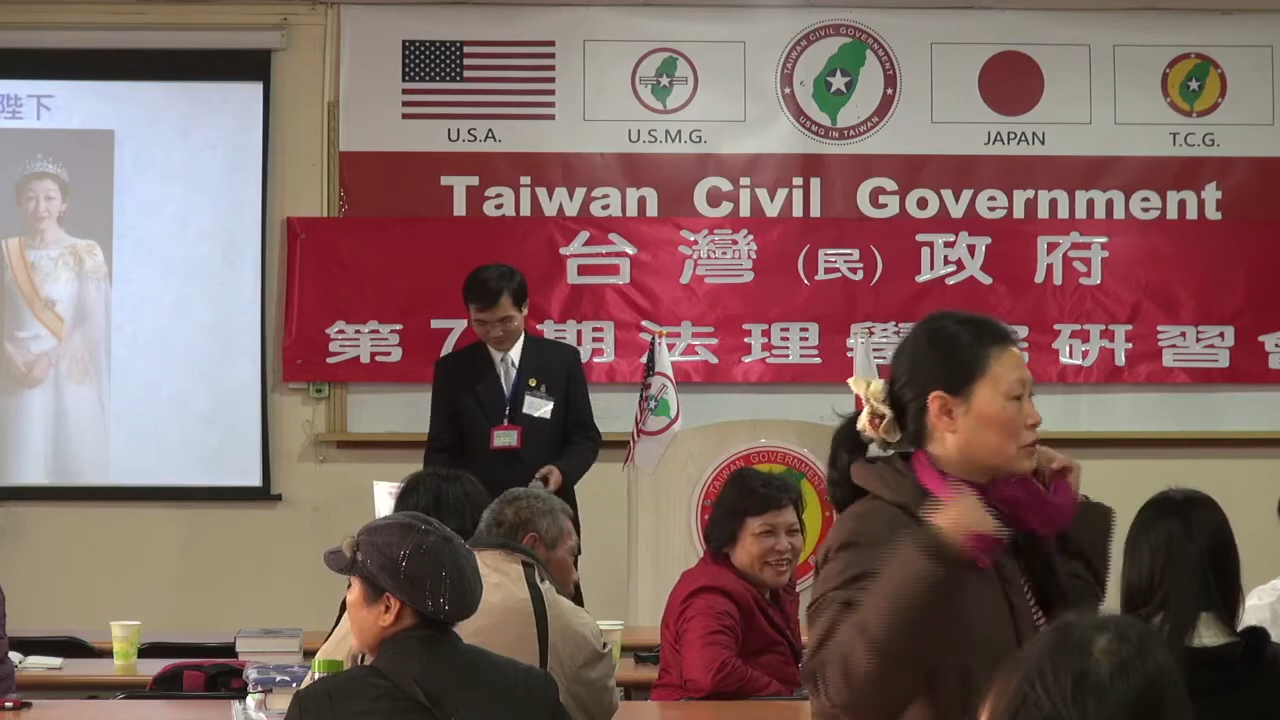 陛下
U.S.A.
U.S.M.G.
TAIWAN CIVIL GOVERNMENT
USMG IN TAIWAN
JAPAN
T.C.G.
Taiwan Civil Government
台灣(民)政府
第7期法理學 研習
TAIWAN GOVERNMENT